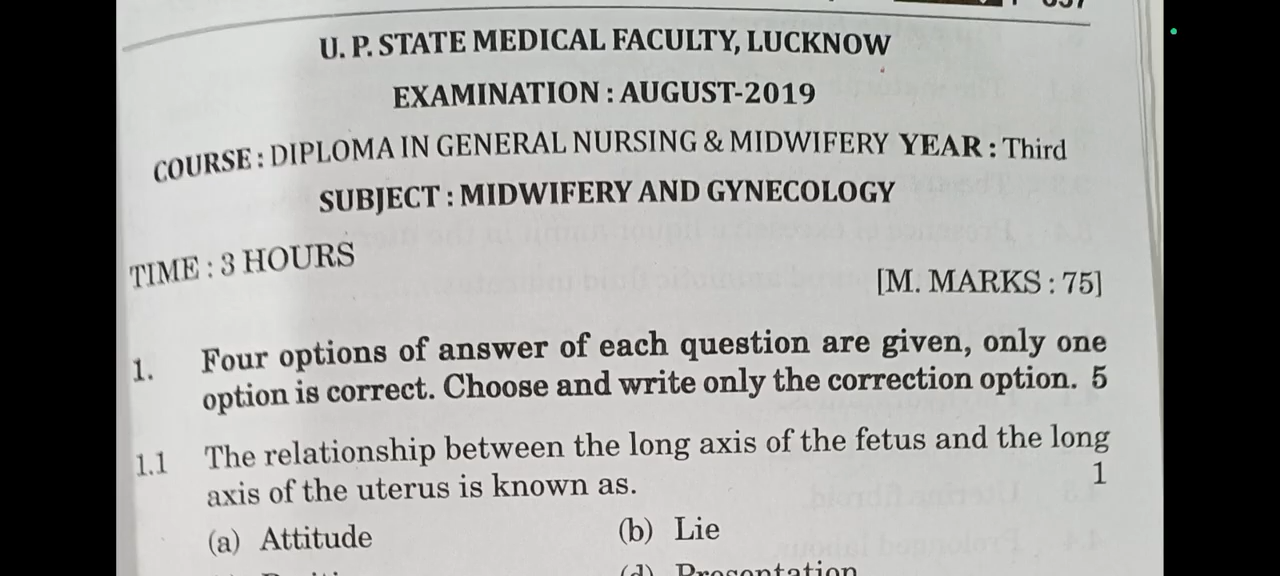 U. P. STATE MEDICAL FACULTY, LUCKNOW
EXAMINATION : AUGUST-2019
COURSE : DIPLOMA IN GENERAL NURSING & MIDWIFERY YEAR : Third
SUBJECT : MIDWIFERY AND GYNECOLOGY
TIME : 3 HOURS
[M. MARKS : 75]
1. Four options of answer of each question are given, only one
option is correct. Choose and write only the correction option. 5
1.1 The relationship between the long axis of the fetus and the long
axis of the uterus is known as. 1
(a) Attitude (b) Lie
(d) Presentation